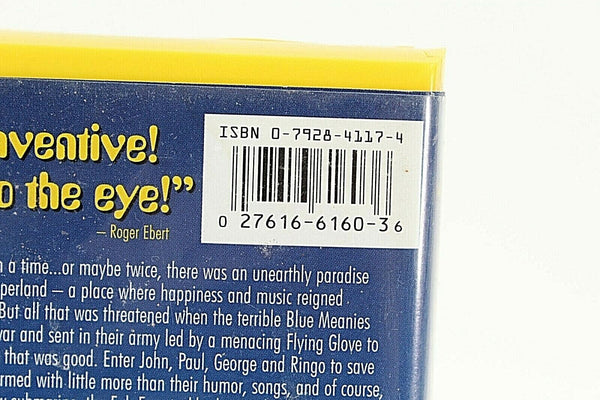 nventive!
o the eye!”
– Roger Ebert
ISBN 0-7928-4117-4
0 27616-6160-3 6
a time...or maybe twice, there was an unearthly paradise
perland – a place where happiness and music reigned
But all that was threatened when the terrible Blue Meanies
war and sent in their army led by a menacing Flying Glove to
that was good. Enter John, Paul, George and Ringo to save
rmed with little more than their humor, songs, and of course,